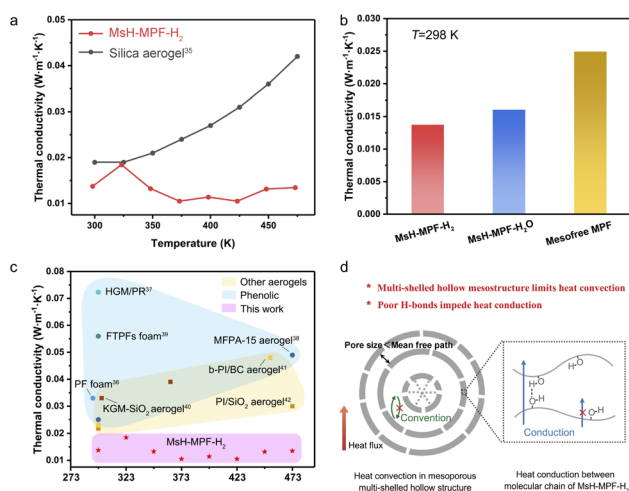 a
MsH-MPF-H₂
Silica aerogel³⁵
Thermal conductivity (W·m⁻¹·K⁻¹)
0.05
0.04
0.03
0.02
0.01
300 350 400 450
Temperature (K)
b
T=298 K
Thermal conductivity (W·m⁻¹·K⁻¹)
0.030
0.025
0.020
0.015
0.010
0.005
0.000
MsH-MPF-H₂
MsH-MPF-H₂O
Mesofree MPF
c
Thermal conductivity (W·m⁻¹·K⁻¹)
0.08
0.07
0.06
0.05
0.04
0.03
0.02
0.01
HGM/PR³⁷
Other aerogels
Phenolic
This work
FTPFs foam³⁹
MFPA-15 aerogel³⁸
b-PI/BC aerogel⁴¹
PF foam³⁶
KGM-SiO₂ aerogel⁴⁰
PI/SiO₂ aerogel⁴²
MsH-MPF-H₂
273 323 373 423 473
d
* Multi-shelled hollow mesostructure limits heat convection
* Poor H-bonds impede heat conduction
Pore size<Mean free path
Convention
Heat flux
HO
HO
O-H
HO
O-H
Conduction
Heat convection in mesoporous
multi-shelled hollow structure
Heat conduction between
molecular chain of MsH-MPF-H₂